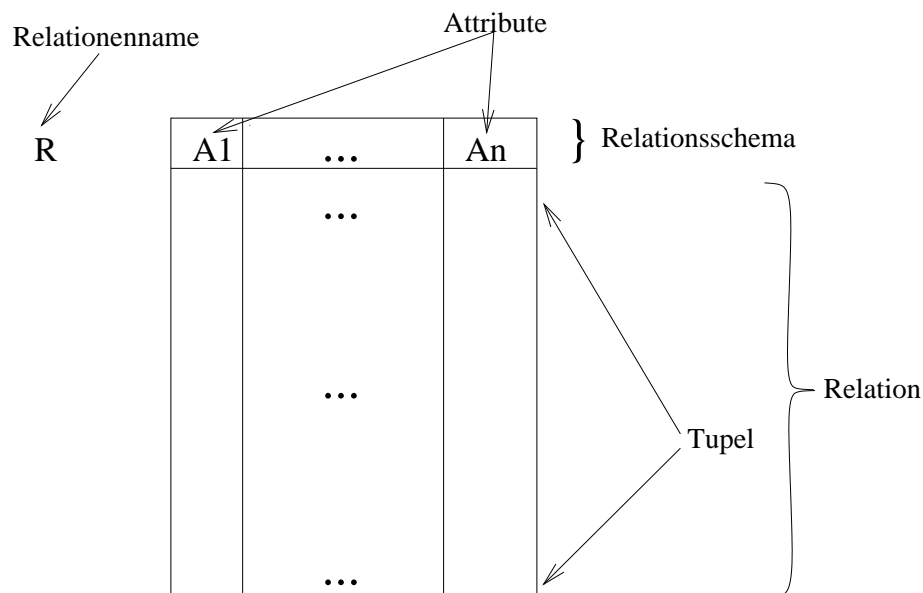 Relationenname
Attribute
R
A1
...
An
} Relationsschema
...
...
Relation
Tupel
...